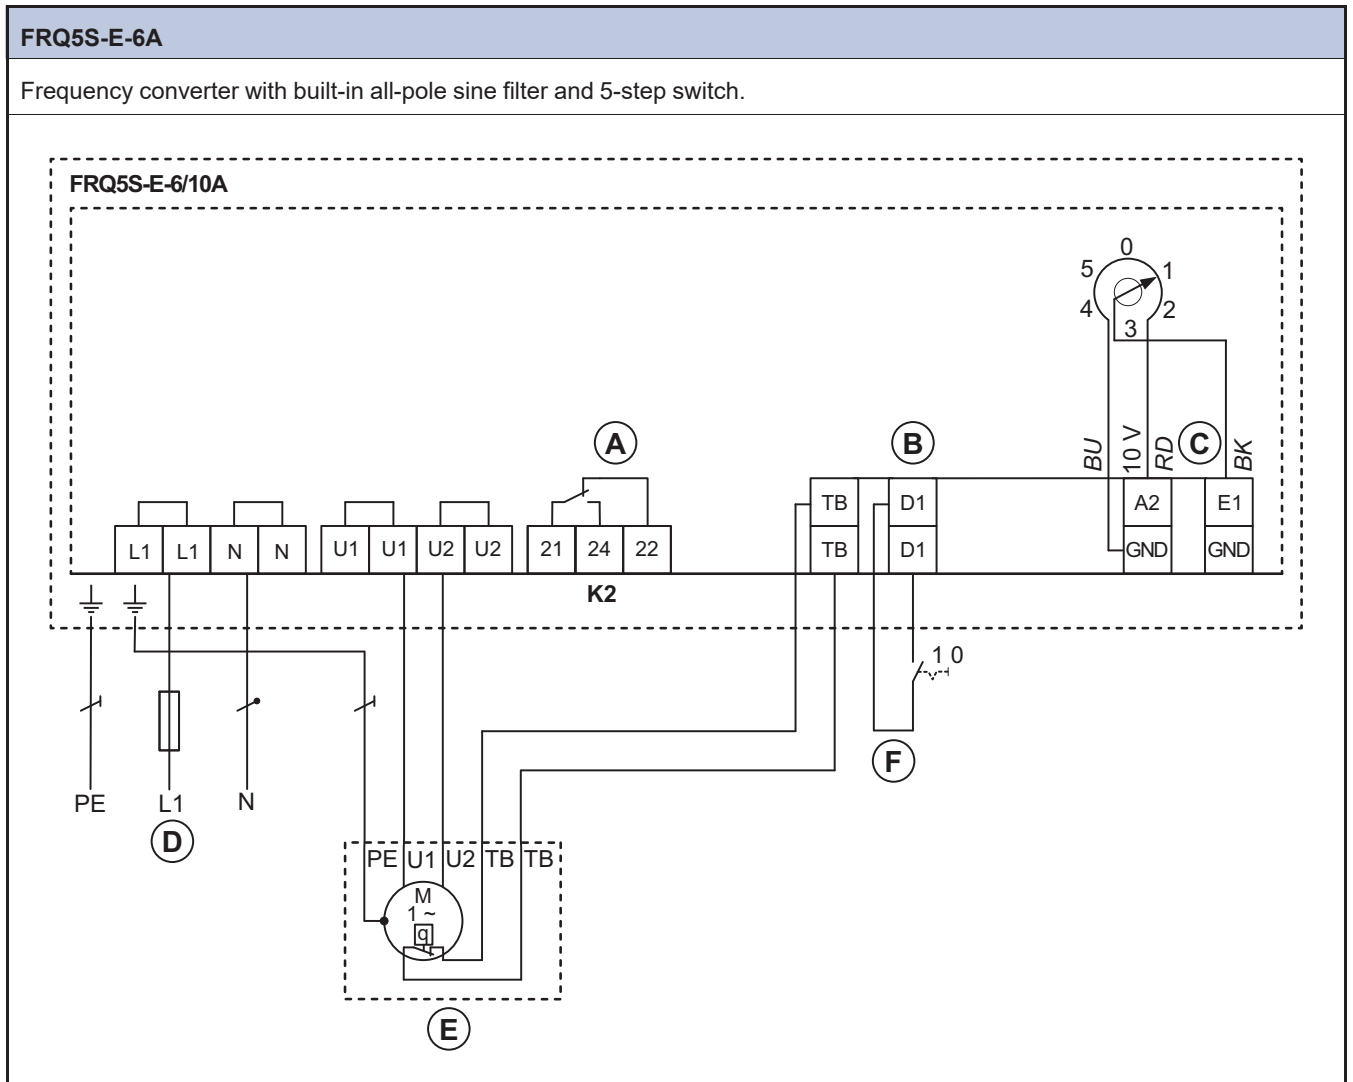 FRQ5S-E-6A
Frequency converter with built-in all-pole sine filter and 5-step switch.
FRQ5S-E-6/10A
0
5 1
4 2
3
A B BU 10 V RD C BK
TB D1 A2 E1
L1 L1 N N U1 U1 U2 U2 21 24 22 TB D1 GND GND
K2
1 0
F
PE L1 N
D
PE U1 U2 TB TB
M
1 ~
q
E